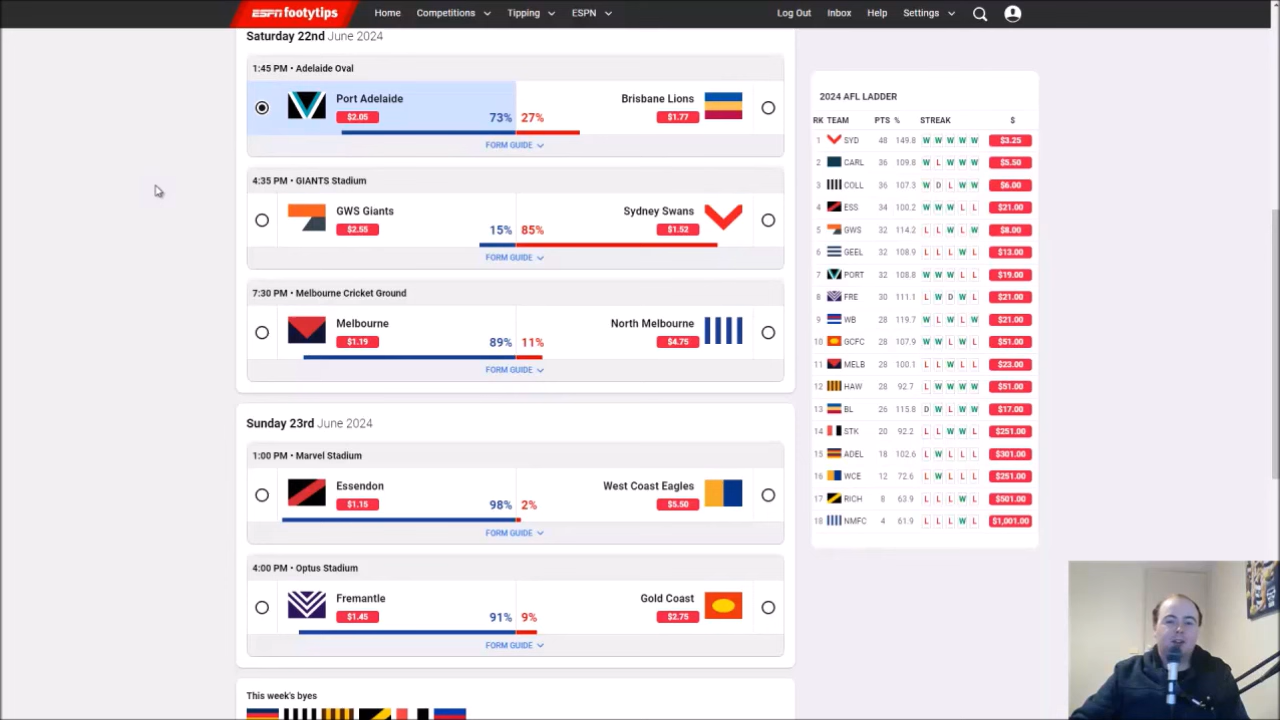 ESPN footytips Home Competitions Tipping ESPN Log Out Inbox Help Settings
Saturday 22nd June 2024
1:45 PM • Adelaide Oval
Port Adelaide Brisbane Lions
$2.05 73% 27% $1.77
FORM GUIDE
4:35 PM • GIANTS Stadium
GWS Giants Sydney Swans
$2.55 15% 85% $1.52
FORM GUIDE
7:30 PM • Melbourne Cricket Ground
Melbourne North Melbourne
$1.19 89% 11% $4.75
FORM GUIDE
Sunday 23rd June 2024
1:00 PM • Marvel Stadium
Essendon West Coast Eagles
$1.15 98% 2% $5.50
FORM GUIDE
4:00 PM • Optus Stadium
Fremantle Gold Coast
$1.45 91% 9% $2.75
FORM GUIDE
This week's byes
2024 AFL LADDER
RK TEAM PTS % STREAK $
1 SYD 48 149.8 W W W W W $3.25
2 CARL 36 109.8 W L W W W $5.50
3 COLL 36 107.3 W D L W W $6.00
4 ESS 34 100.2 W W W L L $21.00
5 GWS 32 114.2 L L W L W $8.00
6 GEEL 32 108.9 L L L W L $13.00
7 PORT 32 108.8 W W W L L $19.00
8 FRE 30 111.1 L W D W L $21.00
9 WB 28 119.7 W L W L W $21.00
10 GCFC 28 107.9 W W L W L $51.00
11 MELB 28 100.1 L L W L L $23.00
12 HAW 28 92.7 L W W W W $51.00
13 BL 26 115.8 D W L W W $17.00
14 STK 20 92.2 L L W W L $251.00
15 ADEL 18 102.6 L W L L L $301.00
16 WCE 12 72.6 L W L L L $251.00
17 RICH 8 63.9 L L L W L $501.00
18 NMFC 4 61.9 L L L W L $1,001.00